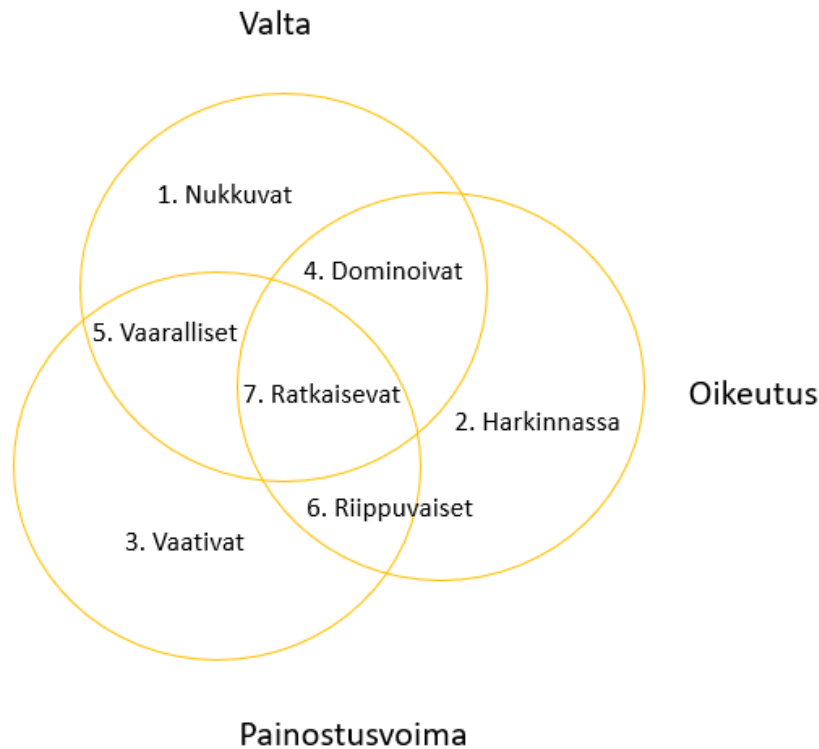 Valta
1. Nukkuvat
4. Dominoivat
5. Vaaralliset
7. Ratkaisevat
Oikeutus
2. Harkinnassa
6. Riippuvaiset
3. Vaativat
Painostusvoima